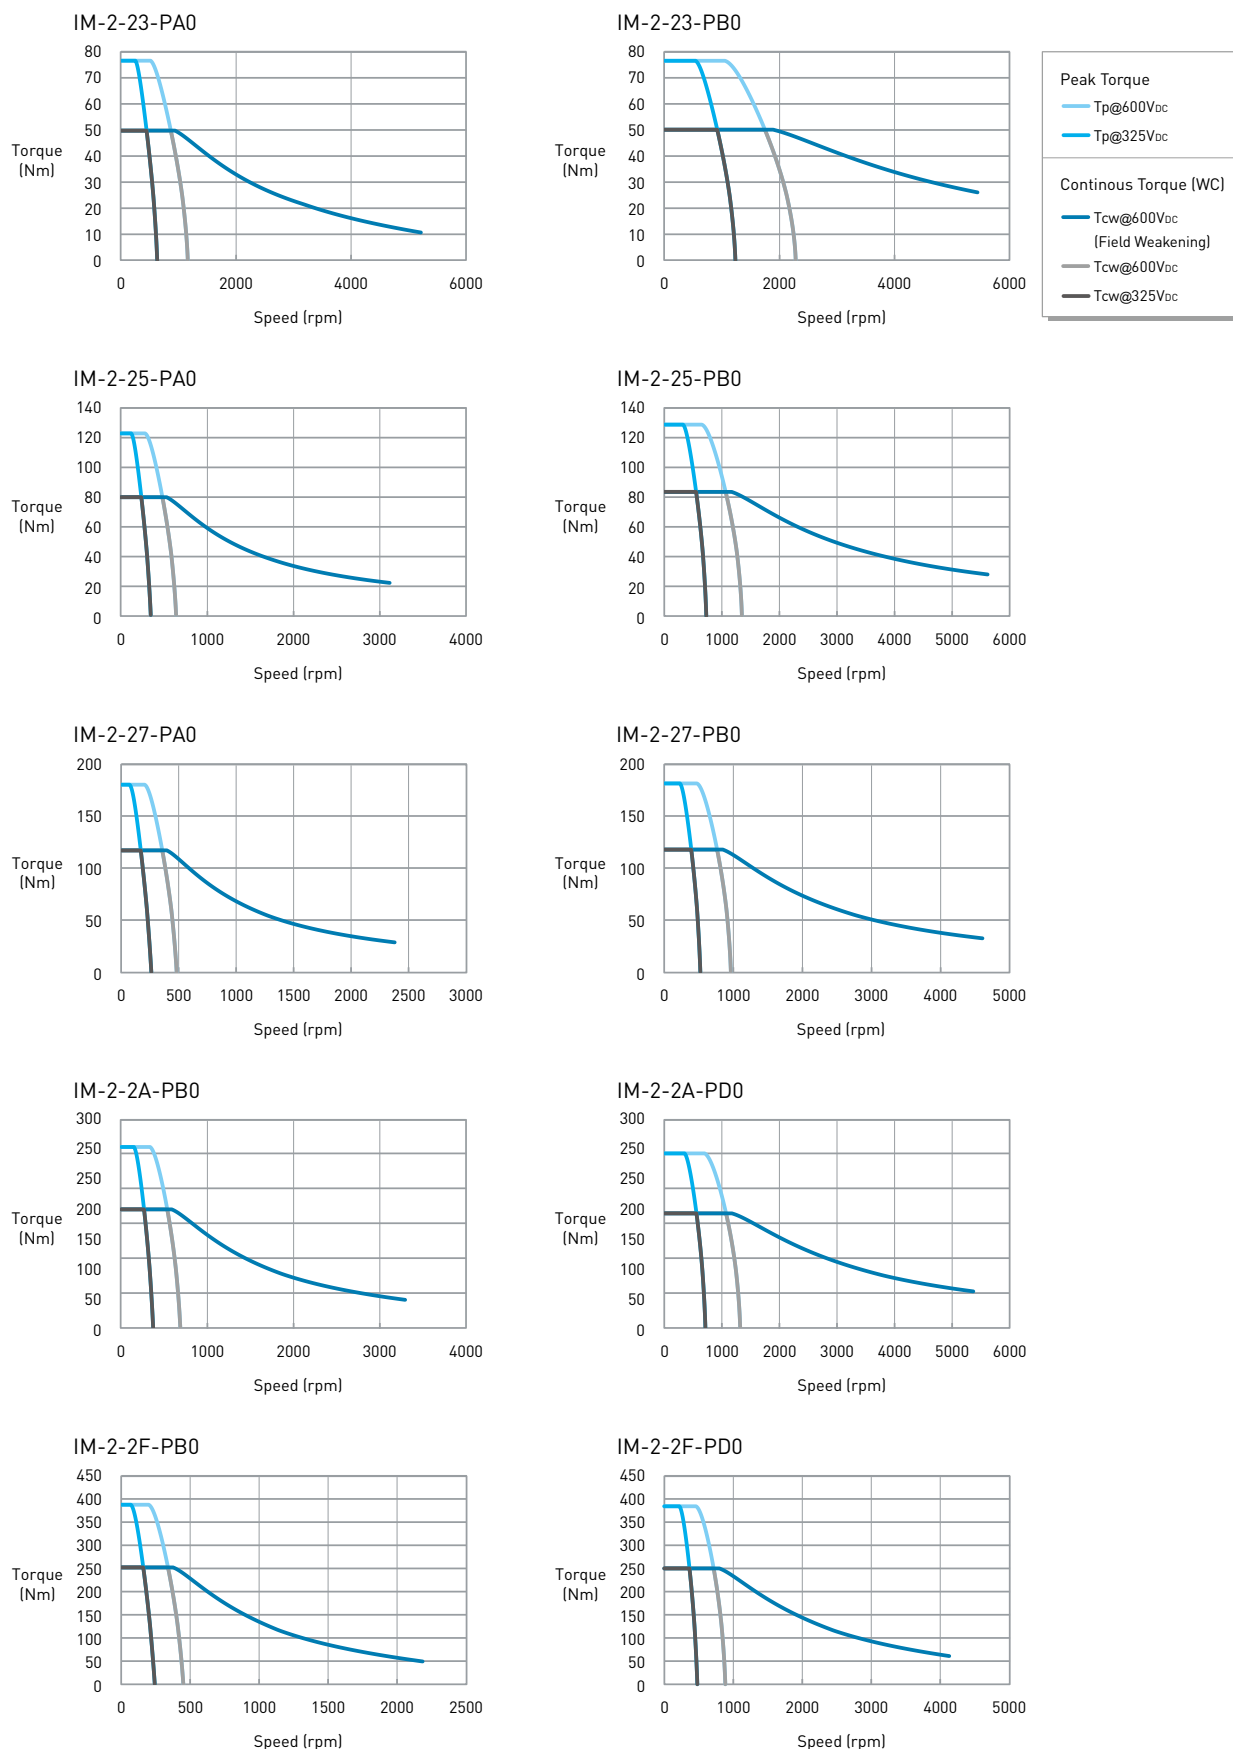 IM-2-23-PA0
80
70
60
50
40
30
20
10
0
Torque
(Nm)
0 2000 4000 6000
Speed (rpm)
IM-2-23-PB0
80
70
60
50
40
30
20
10
0
Torque
(Nm)
0 2000 4000 6000
Speed (rpm)
Peak Torque
Tp@600VDC
Tp@325VDC
Continous Torque (WC)
Tcw@600VDC
(Field Weakening)
Tcw@600VDC
Tcw@325VDC
IM-2-25-PA0
140
120
100
80
60
40
20
0
Torque
(Nm)
0 1000 2000 3000 4000
Speed (rpm)
IM-2-25-PB0
140
120
100
80
60
40
20
0
Torque
(Nm)
0 1000 2000 3000 4000 5000 6000
Speed (rpm)
IM-2-27-PA0
200
150
100
50
0
Torque
(Nm)
0 500 1000 1500 2000 2500 3000
Speed (rpm)
IM-2-27-PB0
200
150
100
50
0
Torque
(Nm)
0 1000 2000 3000 4000 5000
Speed (rpm)
IM-2-2A-PB0
300
250
250
200
150
100
50
0
Torque
(Nm)
0 1000 2000 3000 4000
Speed (rpm)
IM-2-2A-PD0
300
250
250
200
150
100
50
0
Torque
(Nm)
0 1000 2000 3000 4000 5000 6000
Speed (rpm)
IM-2-2F-PB0
450
400
350
300
250
200
150
100
50
0
Torque
(Nm)
0 500 1000 1500 2000 2500
Speed (rpm)
IM-2-2F-PD0
450
400
350
300
250
200
150
100
50
0
Torque
(Nm)
0 1000 2000 3000 4000 5000
Speed (rpm)